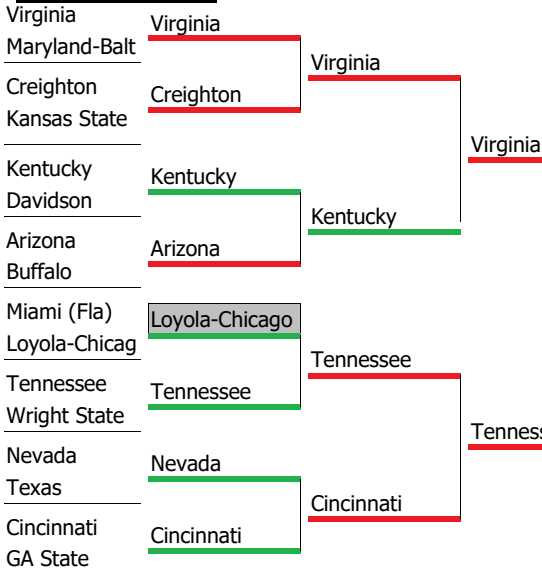 Virginia
Maryland-Balt
Creighton
Kansas State
Kentucky
Davidson
Arizona
Buffalo
Miami (Fla)
Loyola-Chicag
Tennessee
Wright State
Nevada
Texas
Cincinnati
GA State
Virginia
Creighton
Kentucky
Arizona
Loyola-Chicago
Tennessee
Nevada
Cincinnati
Virginia
Kentucky
Tennessee
Cincinnati
Virginia
Tenness